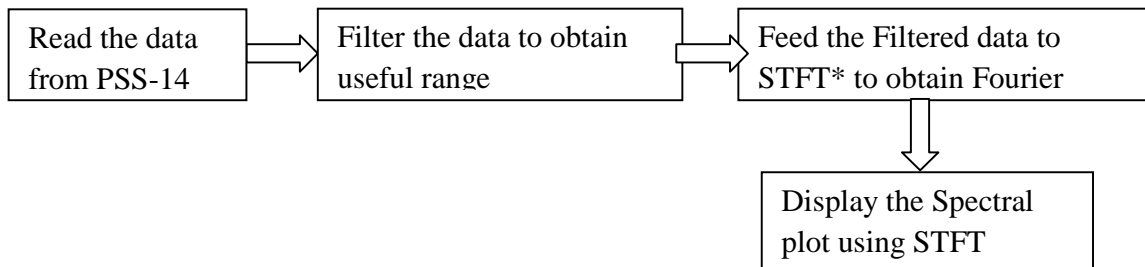 Read the data
from PSS-14
Filter the data to obtain
useful range
Feed the Filtered data to
STFT* to obtain Fourier
Display the Spectral
plot using STFT